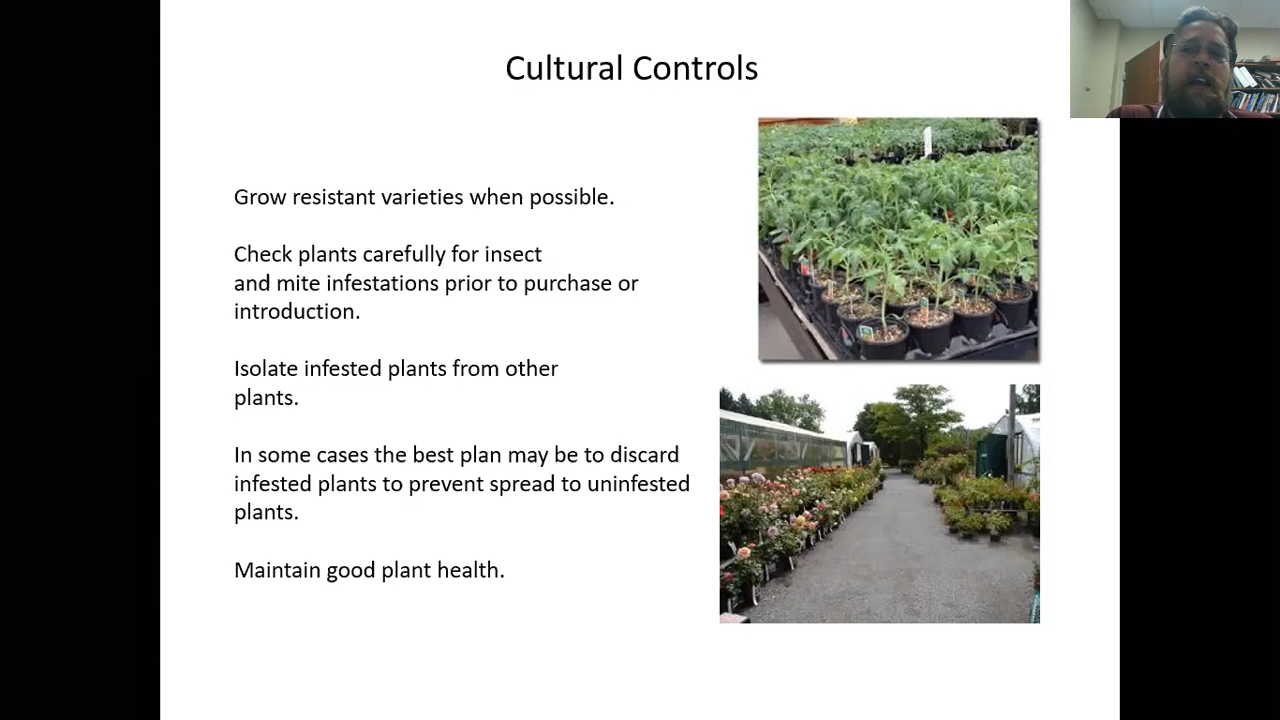 Cultural Controls
Grow resistant varieties when possible.
Check plants carefully for insect
and mite infestations prior to purchase or
introduction.
Isolate infested plants from other
plants.
In some cases the best plan may be to discard
infested plants to prevent spread to uninfested
plants.
Maintain good plant health.